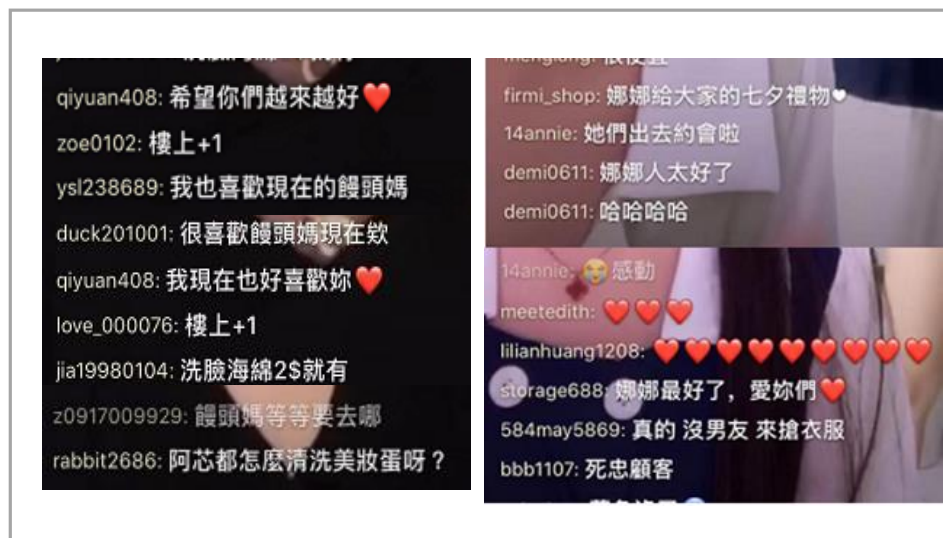 qiyuan408: 希望你們越來越好❤️
zoe0102: 樓上+1
ysl238689: 我也喜歡現在的饅頭媽
duck201001: 很喜歡饅頭媽現在欸
qiyuan408: 我現在也好喜歡妳❤️
love_000076: 樓上+1
jia19980104: 洗臉海綿2$就有
z0917009929: 饅頭媽等等要去哪
rabbit2686: 阿芯都怎麼清洗美妝蛋呀？
firmi_shop: 娜娜給大家的七夕禮物❤
14annie: 她們出去約會啦
demi0611: 娜娜人太好了
demi0611: 哈哈哈哈
14annie: 😭感動
meetedith: ❤️❤️❤️
lilianhuang1208: ❤️❤️❤️❤️❤️❤️❤️❤️❤️
storage688: 娜娜最好了，愛妳們❤️
584may5869: 真的 沒男友 來搶衣服
bbb1107: 死忠顧客